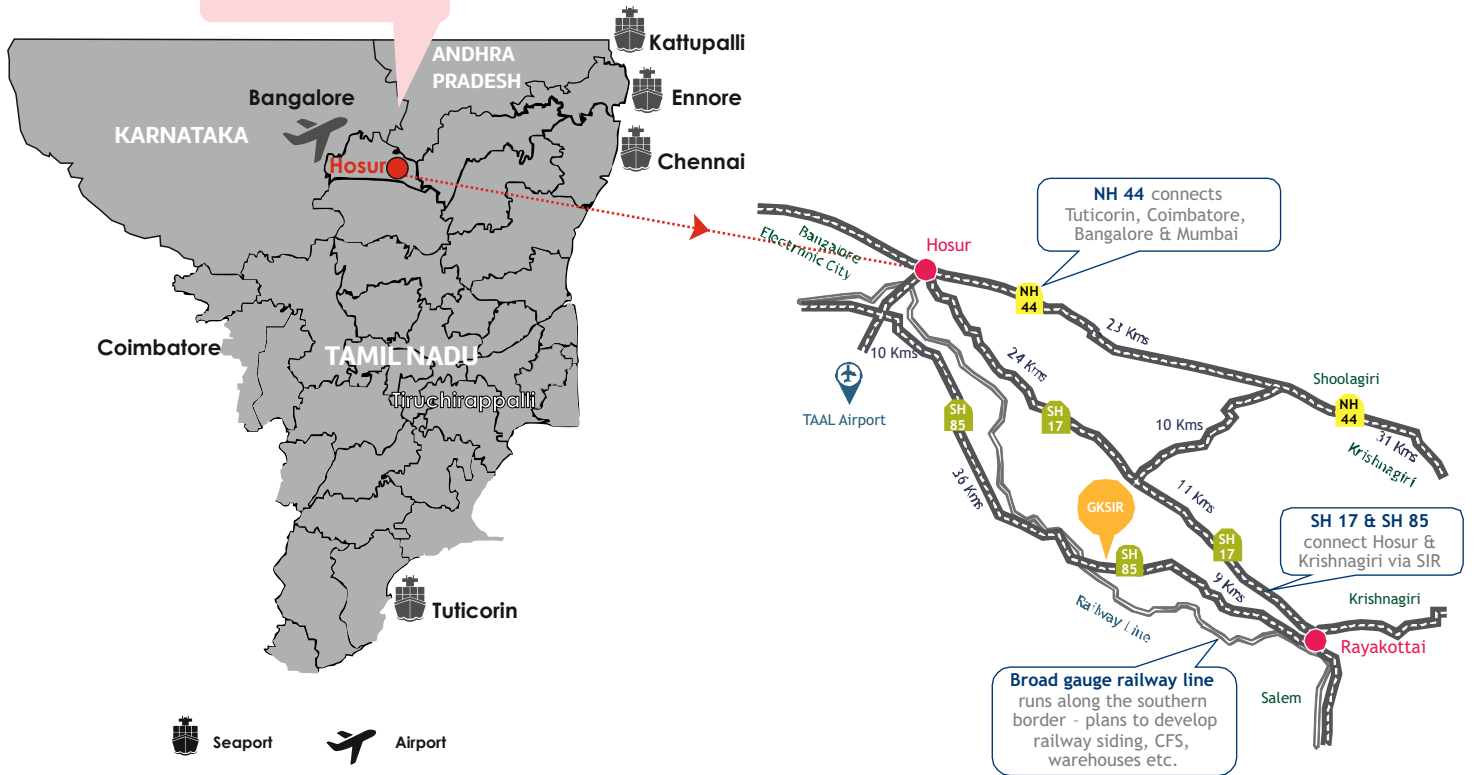 Kattupalli
ANDHRA
PRADESH
Bangalore
Ennore
KARNATAKA
Chennai
Hosur
Coimbatore
TAMIL NADU
Tiruchirappalli
Tuticorin
Seaport
Airport
NH 44 connects
Tuticorin, Coimbatore,
Bangalore & Mumbai
Bangalore
Electronic City
Hosur
NH
44
23 Kms
10 Kms
24 Kms
Shoolagiri
TAAL Airport
SH
85
SH
17
10 Kms
NH
44
31 Kms
Krishnagiri
36 Kms
GKSIR
11 Kms
SH
17
SH 17 & SH 85
connect Hosur &
Krishnagiri via SIR
SH
85
9 Kms
Railway Line
Krishnagiri
Rayakottai
Broad gauge railway line
runs along the southern
border - plans to develop
railway siding, CFS,
warehouses etc.
Salem